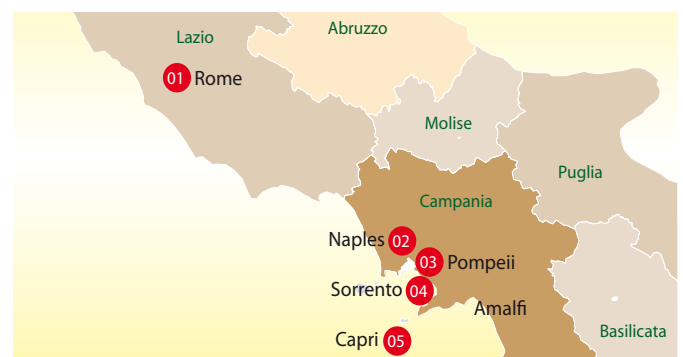 Abruzzo
Lazio
01 Rome
Molise
Puglia
Campania
Naples 02
03 Pompeii
Sorrento 04
Amalfi
Basilicata
Capri 05